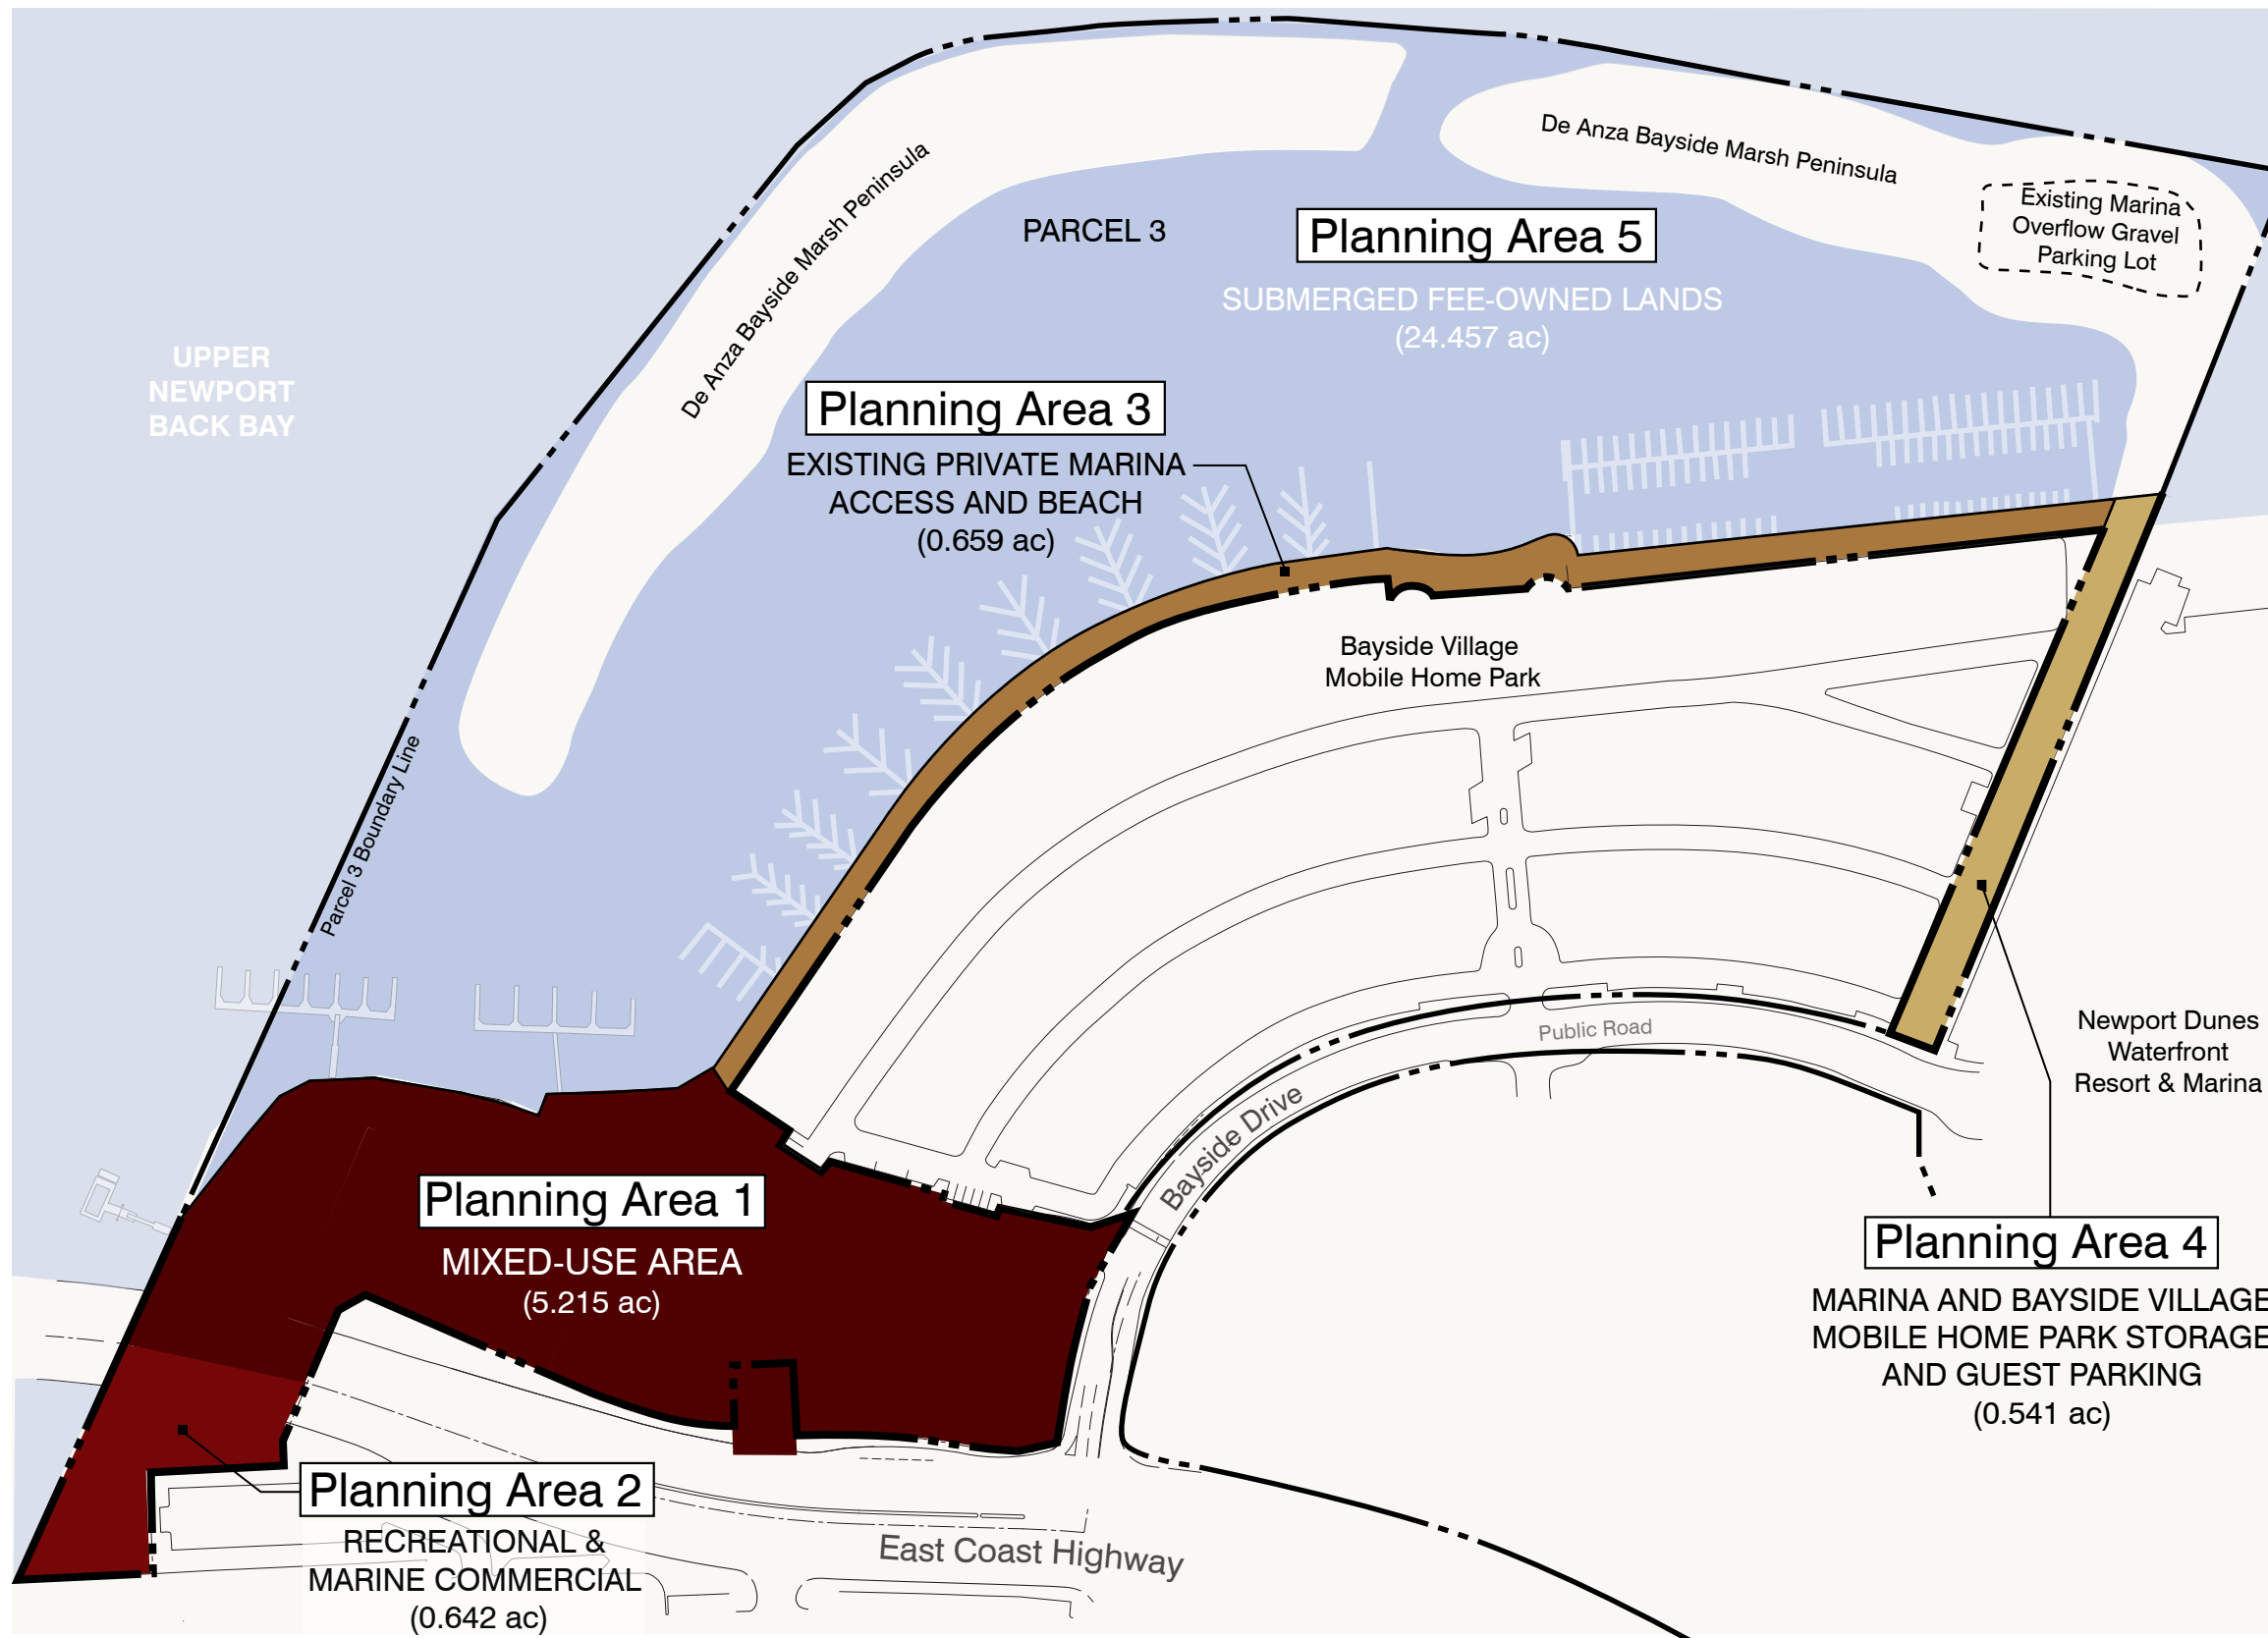 De Anza Bayside Marsh Peninsula
De Anza Bayside Marsh Peninsula
Existing Marina
Overflow Gravel
Parking Lot
PARCEL 3
Planning Area 5
SUBMERGED FEE-OWNED LANDS
(24.457 ac)
UPPER
NEWPORT
BACK BAY
Planning Area 3
EXISTING PRIVATE MARINA
ACCESS AND BEACH
(0.659 ac)
Bayside Village
Mobile Home Park
Parcel 3 Boundary Line
Public Road
Newport Dunes
Waterfront
Resort & Marina
Bayside Drive
Planning Area 1
MIXED-USE AREA
(5.215 ac)
Planning Area 4
MARINA AND BAYSIDE VILLAGE
MOBILE HOME PARK STORAGE
AND GUEST PARKING
(0.541 ac)
Planning Area 2
RECREATIONAL &
MARINE COMMERCIAL
(0.642 ac)
East Coast Highway